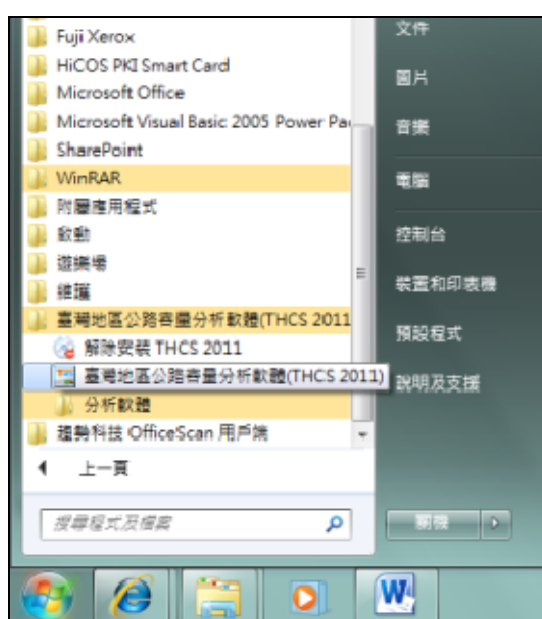 Fuji Xerox
HiCOS PKI Smart Card
Microsoft Office
Microsoft Visual Basic 2005 Power Pa
SharePoint
WinRAR
附屬應用程式
啟動
遊樂場
維護
臺灣地區公路容量分析軟體(THCS 2011
解除安裝 THCS 2011
臺灣地區公路容量分析軟體(THCS 2011)
分析軟體
趨勢科技 OfficeScan 用戶端
上一頁
搜尋程式及檔案
文件
圖片
音樂
電腦
控制台
裝置和印表機
預設程式
說明及支援
關機